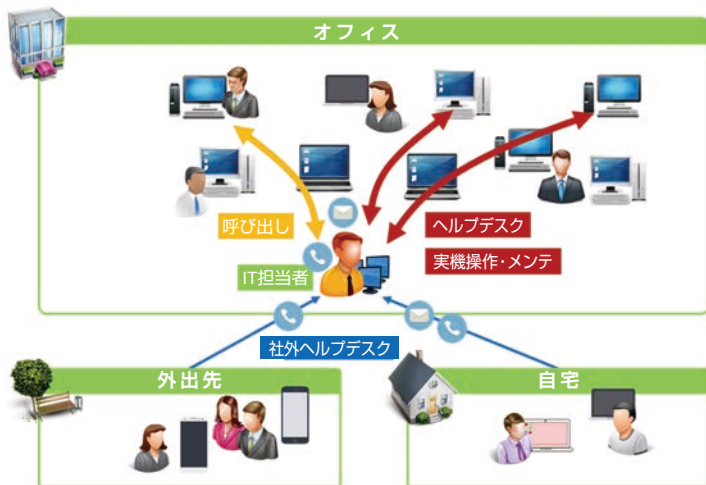 オフィス
呼び出し
ヘルプデスク
実機操作・メンテ
IT担当者
社外ヘルプデスク
外出先
自宅